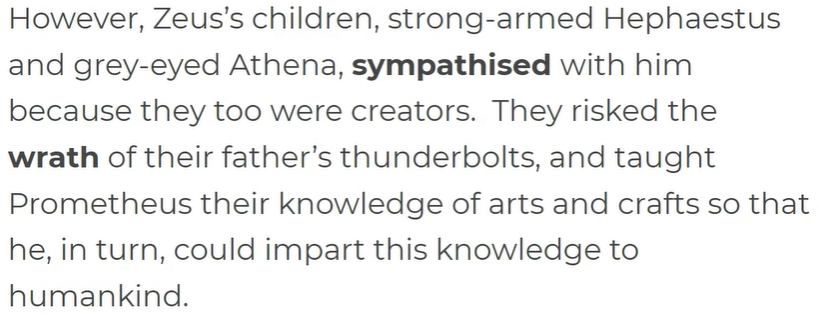 However, Zeus’s children, strong-armed Hephaestus
and grey-eyed Athena, sympathised with him
because they too were creators.  They risked the
wrath of their father’s thunderbolts, and taught
Prometheus their knowledge of arts and crafts so that
he, in turn, could impart this knowledge to
humankind.